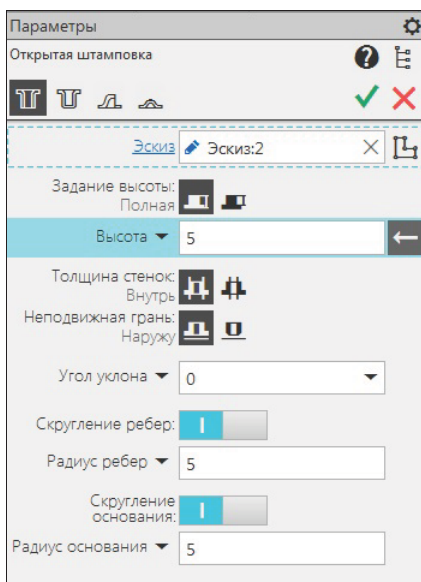 Параметры
Открытая штамповка
Эскиз Эскиз:2
Задание высоты:
Полная
Высота 5
Толщина стенок:
Внутрь
Неподвижная грань:
Наружу
Угол уклона 0
Скругление ребер:
Радиус ребер 5
Скругление
основания:
Радиус основания 5